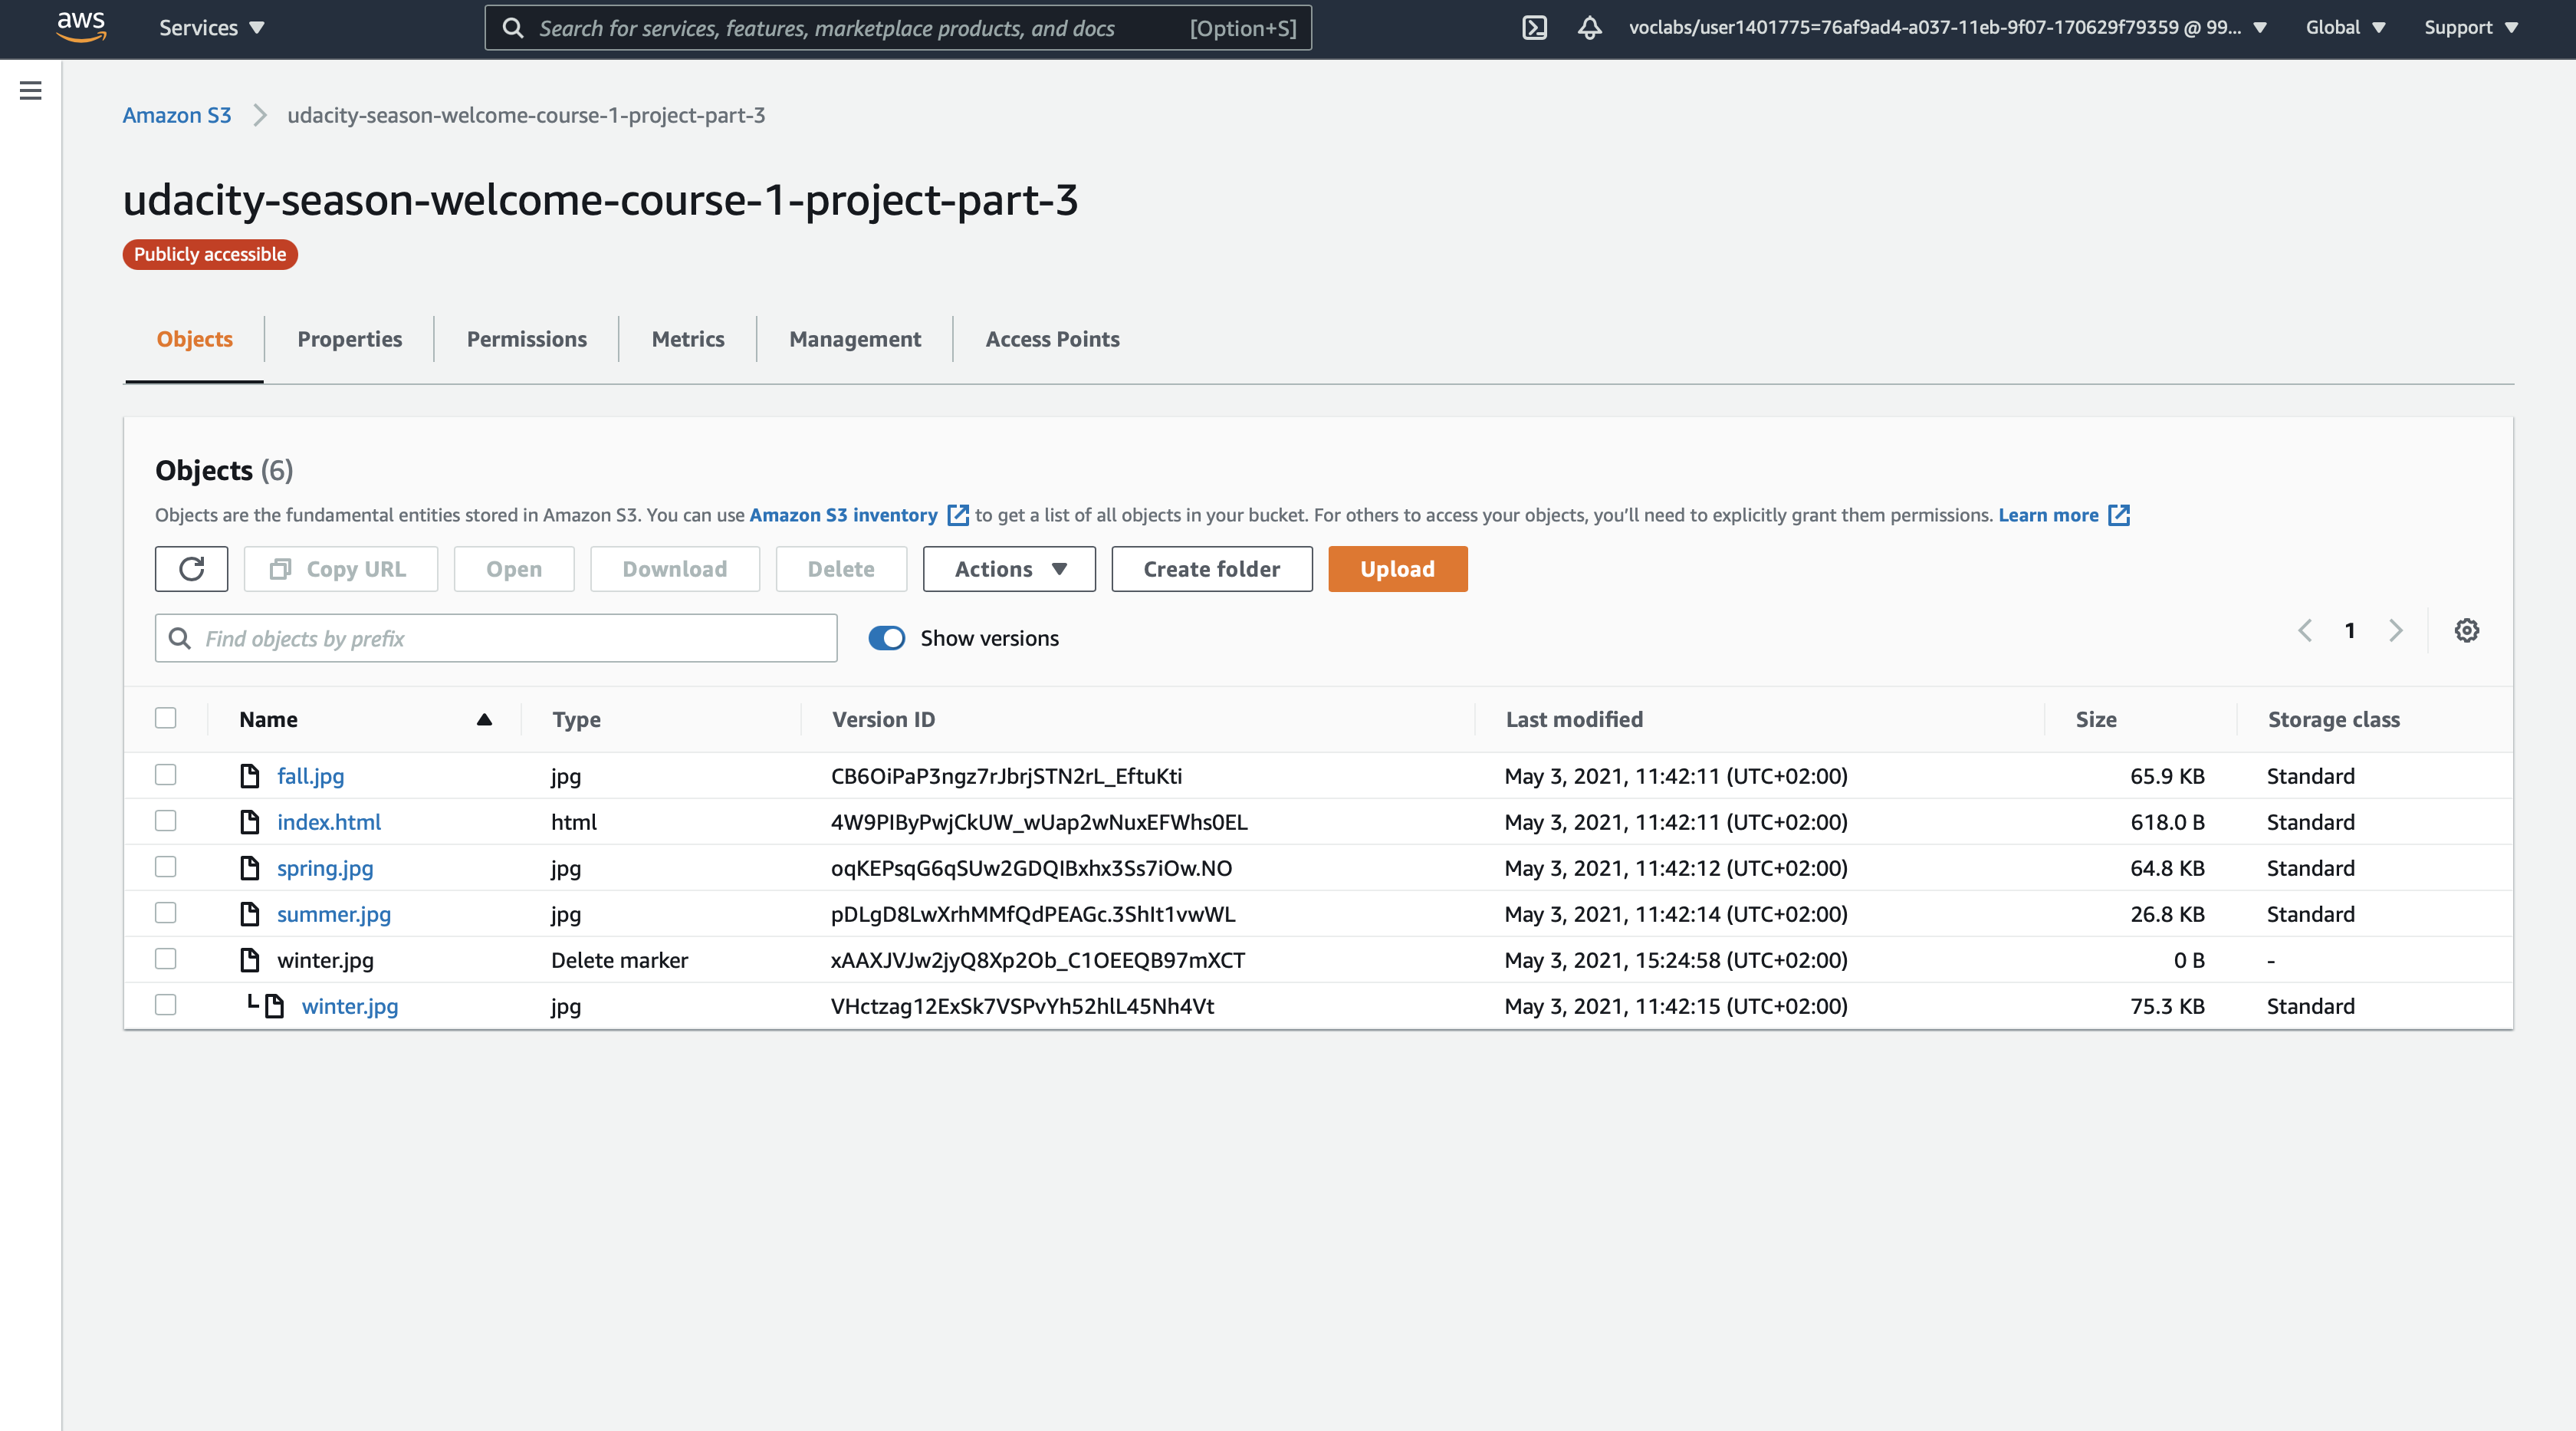 aws Services Search for services, features, marketplace products, and docs [Option+S] voclabs/user1401775=76af9ad4-a037-11eb-9f07-170629f79359 @ 99... Global Support
Amazon S3 udacity-season-welcome-course-1-project-part-3
udacity-season-welcome-course-1-project-part-3
Publicly accessible
Objects Properties Permissions Metrics Management Access Points
Objects (6)
Objects are the fundamental entities stored in Amazon S3. You can use Amazon S3 inventory to get a list of all objects in your bucket. For others to access your objects, you'll need to explicitly grant them permissions. Learn more
Copy URL Open Download Delete Actions Create folder Upload
Find objects by prefix Show versions 1
Name Type Version ID Last modified Size Storage class
fall.jpg jpg CB6OiPaP3ngz7rJbrjSTN2rL_EftuKti May 3, 2021, 11:42:11 (UTC+02:00) 65.9 KB Standard
index.html html 4W9PIByPwjCkUW_wUap2wNuxEFWhs0EL May 3, 2021, 11:42:11 (UTC+02:00) 618.0 B Standard
spring.jpg jpg oqKEPsqG6qSUw2GDQIBxhx3Ss7iOw.NO May 3, 2021, 11:42:12 (UTC+02:00) 64.8 KB Standard
summer.jpg jpg pDLgD8LwXrhMMfQdPEAGc.3ShIt1vwWL May 3, 2021, 11:42:14 (UTC+02:00) 26.8 KB Standard
winter.jpg Delete marker xAAXJVJw2jyQ8Xp2Ob_C1OEEQB97mXCT May 3, 2021, 15:24:58 (UTC+02:00) 0 B -
winter.jpg jpg VHctzag12ExSk7VSPvYh52hlL45Nh4Vt May 3, 2021, 11:42:15 (UTC+02:00) 75.3 KB Standard